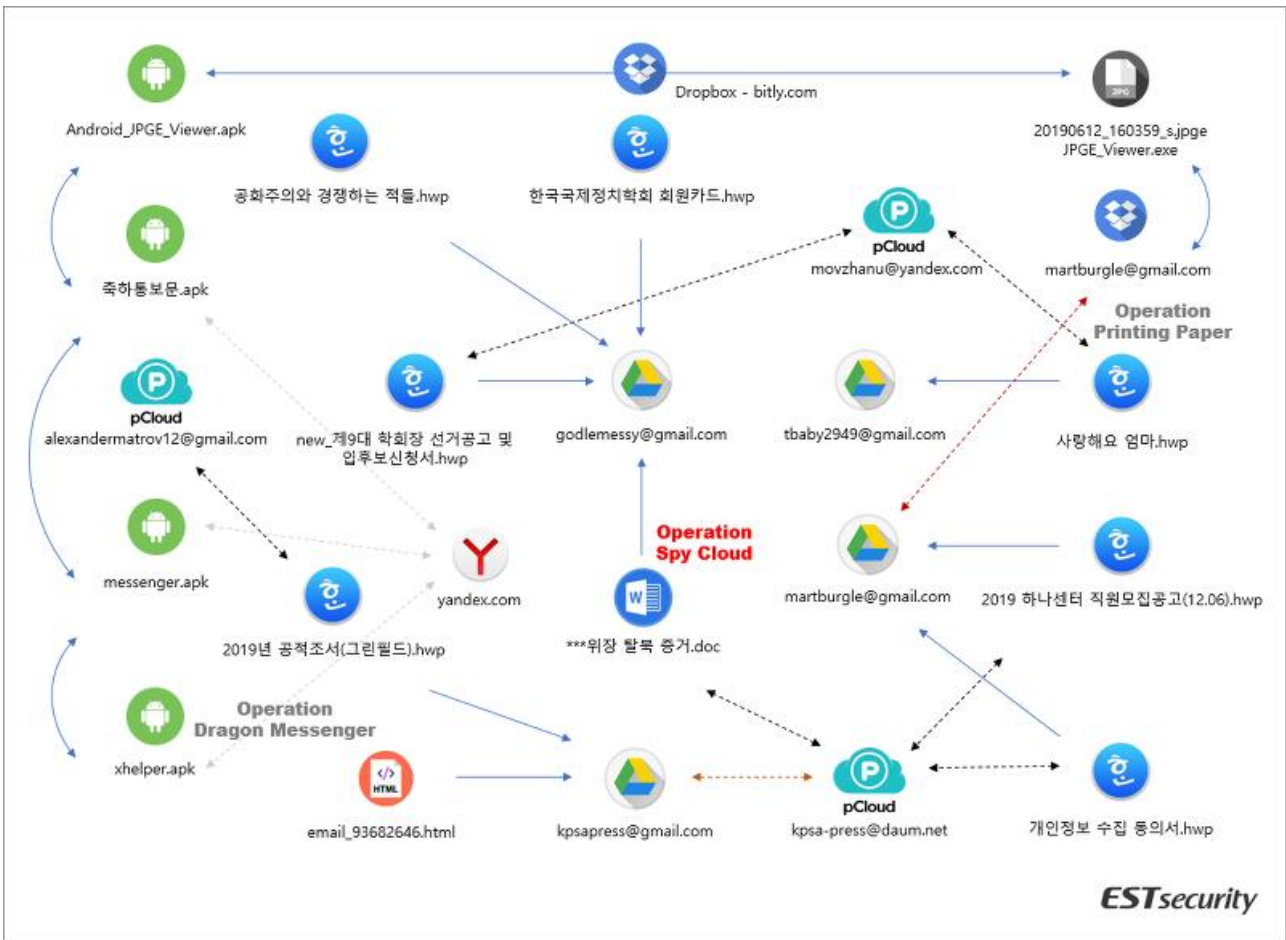 Dropbox - bitly.com
Android_JPGE_Viewer.apk
JPG
20190612_160359_s.jpge
JPGE_Viewer.exe
공화주의와 경쟁하는 적들.hwp
한국국제정치학회 회원카드.hwp
pCloud
movzhanu@yandex.com
martburgle@gmail.com
축하통보문.apk
Operation
Printing Paper
pCloud
alexandermatrov12@gmail.com
new_제9대 학회장 선거공고 및
입후보신청서.hwp
godlemessy@gmail.com
tbaby2949@gmail.com
사랑해요 엄마.hwp
Operation
Spy Cloud
messenger.apk
yandex.com
martburgle@gmail.com
2019 하나센터 직원모집공고(12.06).hwp
2019년 공적조서(그린필드).hwp
***위장 탈북 증거.doc
Operation
Dragon Messenger
xhelper.apk
HTML
email_93682646.html
kpsapress@gmail.com
pCloud
kpsa-press@daum.net
개인정보 수집 동의서.hwp
ESTsecurity